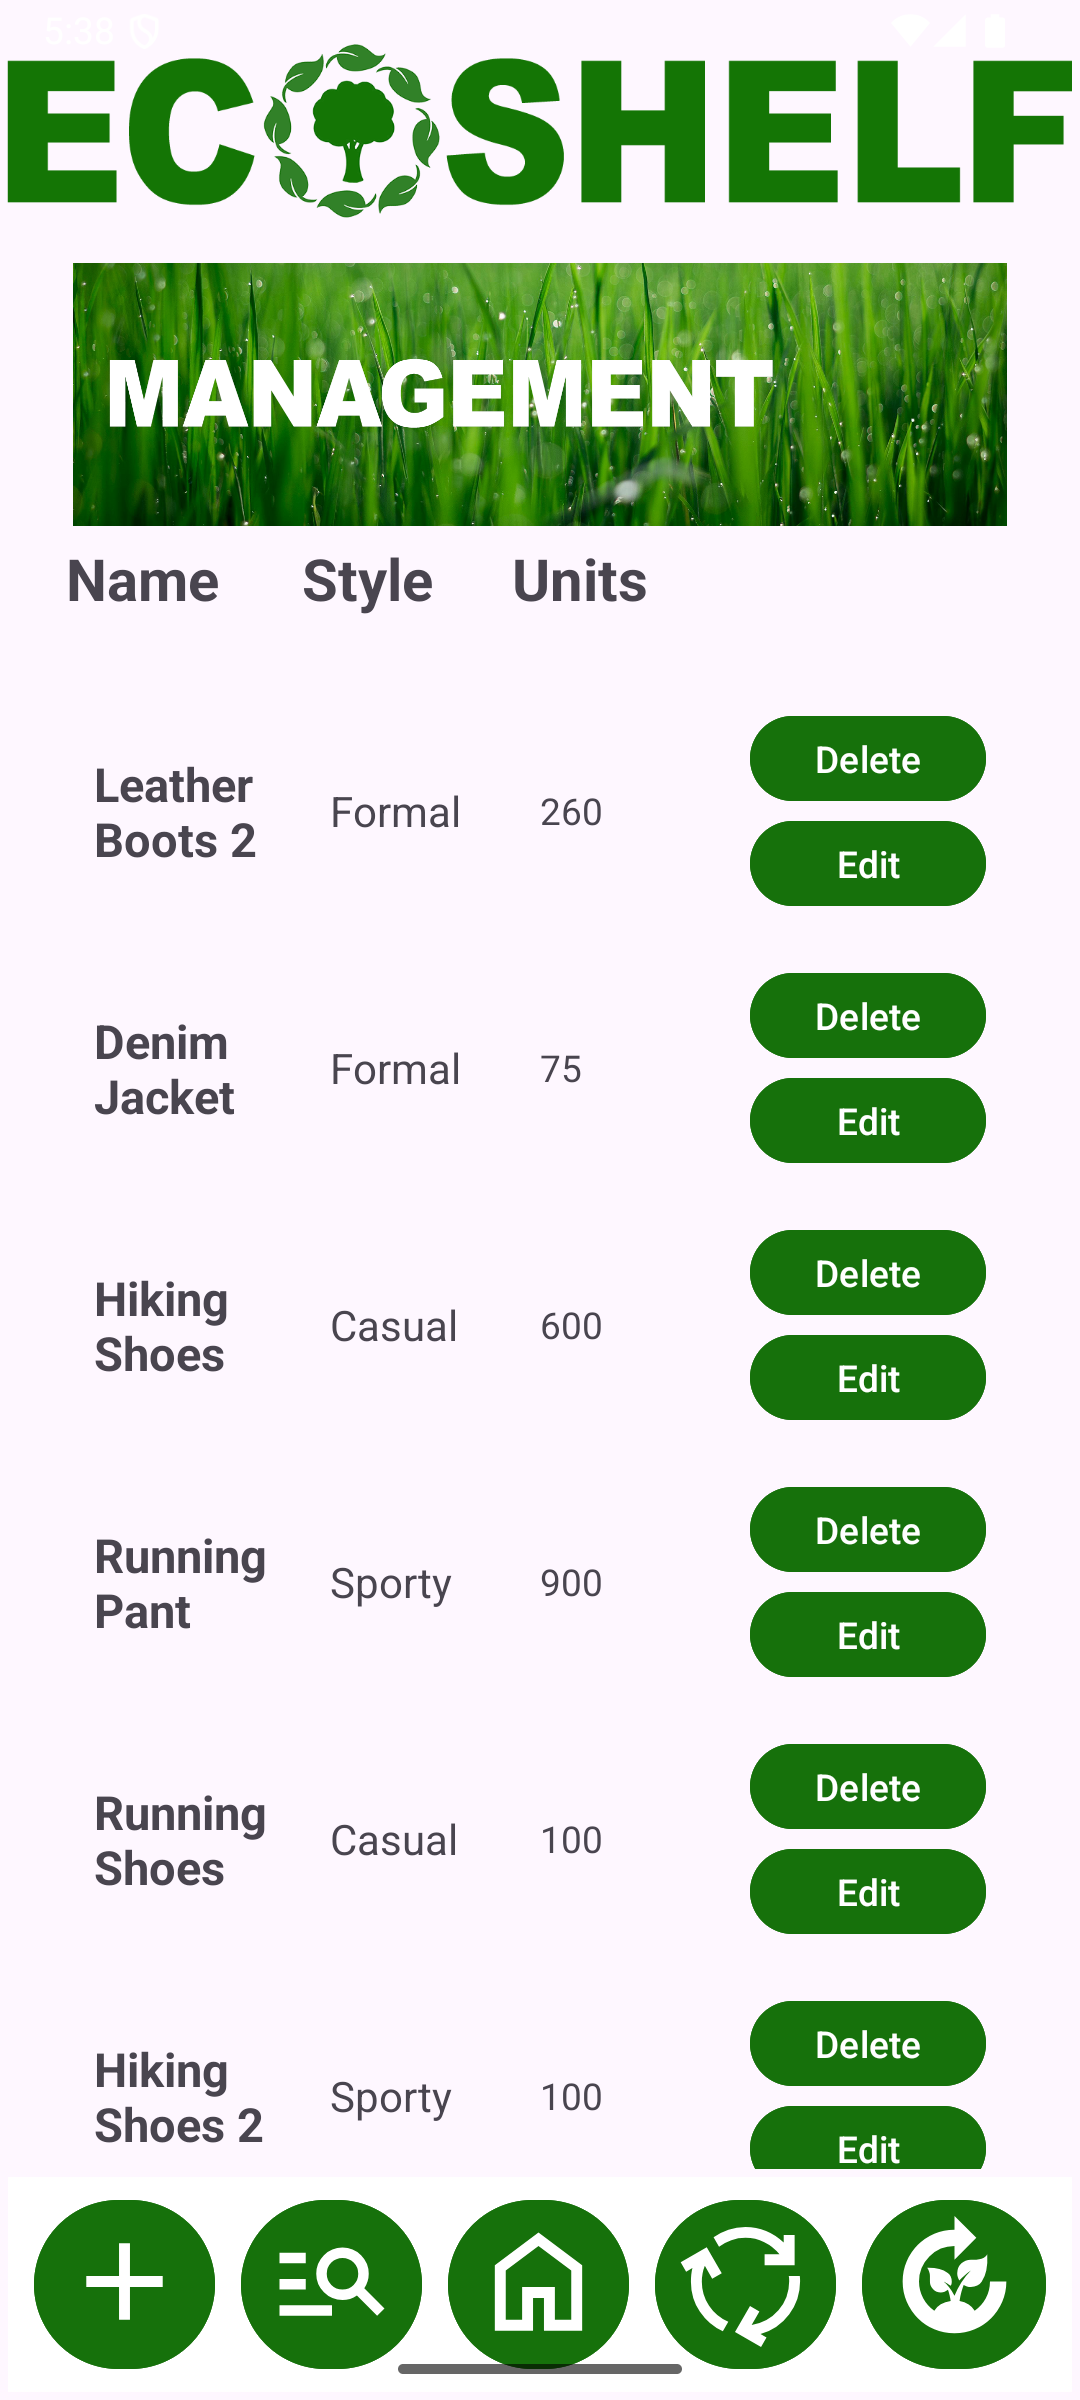 5:38
ECOSHELF
MANAGEMENT
Name Style Units
Leather Boots 2 Formal 260 Delete
Edit
Denim Jacket Formal 75 Delete
Edit
Hiking Shoes Casual 600 Delete
Edit
Running Pant Sporty 900 Delete
Edit
Running Shoes Casual 100 Delete
Edit
Hiking Shoes 2 Sporty 100 Delete
Edit